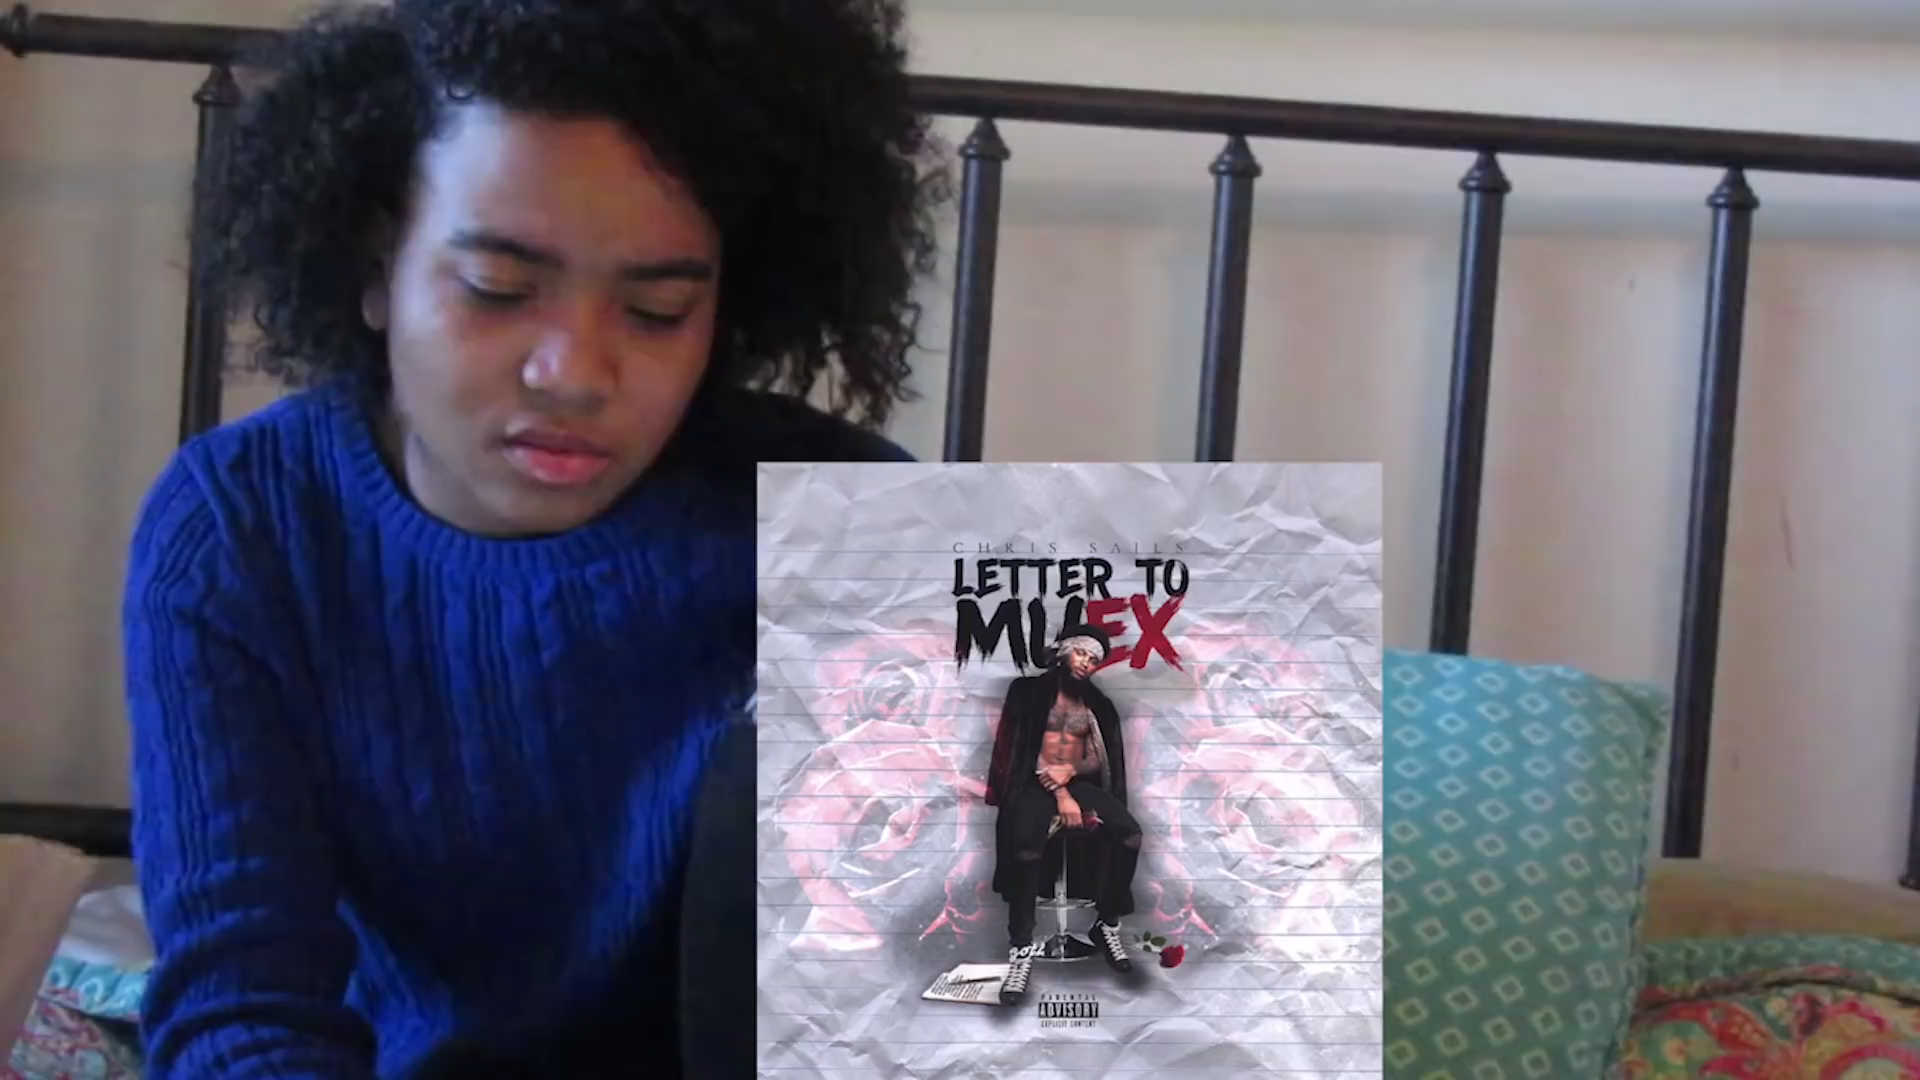 CHRIS SAILS
LETTER TO
MY EX
PARENTAL
ADVISORY
EXPLICIT CONTENT